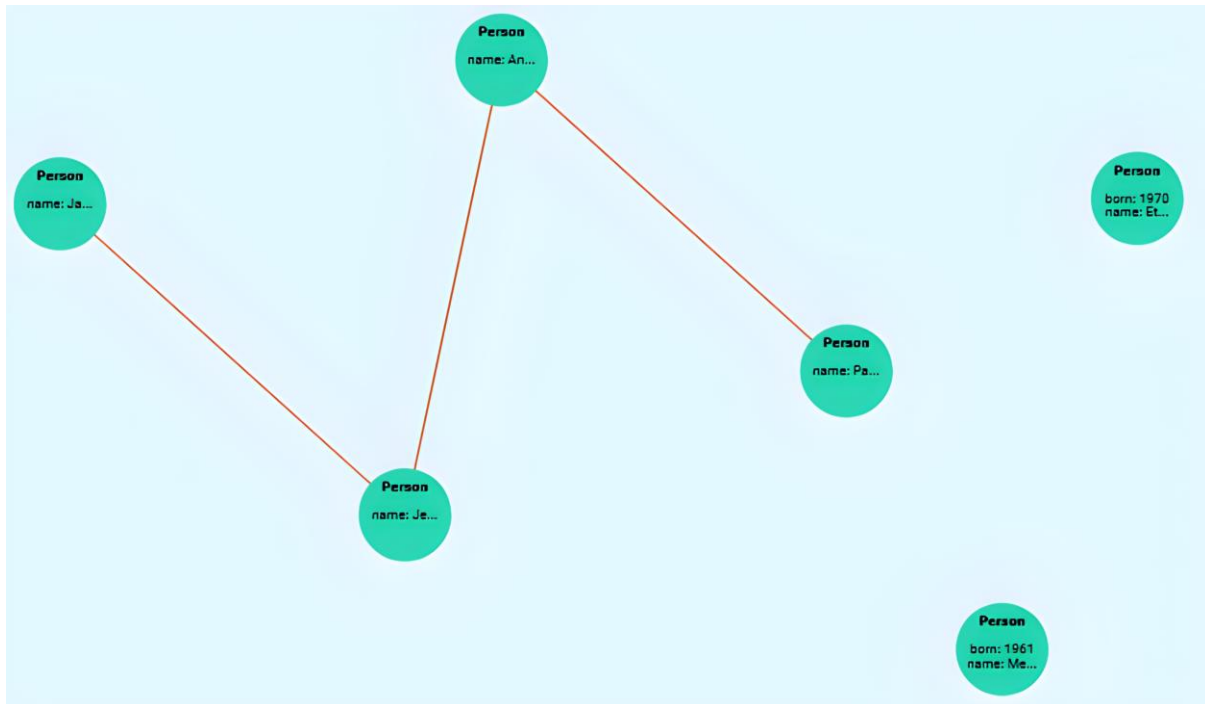 Person
name: An...
Person
name: Ja...
Person
born: 1970
name: Et...
Person
name: Pa...
Person
name: Je...
Person
born: 1961
name: Me...